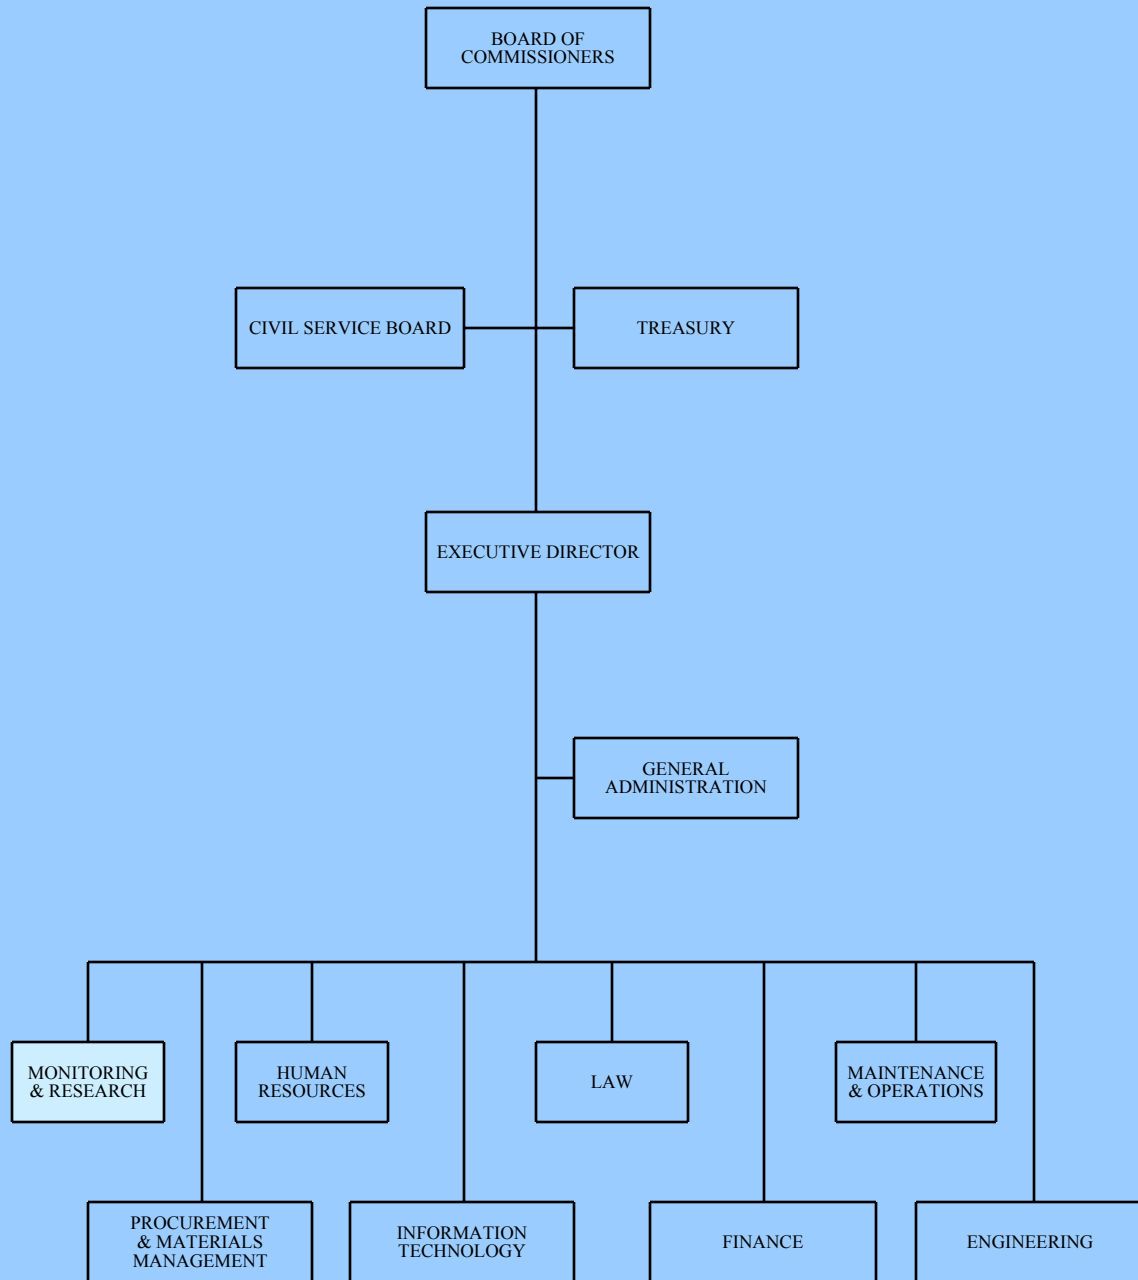 BOARD OF
COMMISSIONERS
CIVIL SERVICE BOARD
TREASURY
EXECUTIVE DIRECTOR
GENERAL
ADMINISTRATION
MONITORING
& RESEARCH
HUMAN
RESOURCES
LAW
MAINTENANCE
& OPERATIONS
PROCUREMENT
& MATERIALS
MANAGEMENT
INFORMATION
TECHNOLOGY
FINANCE
ENGINEERING